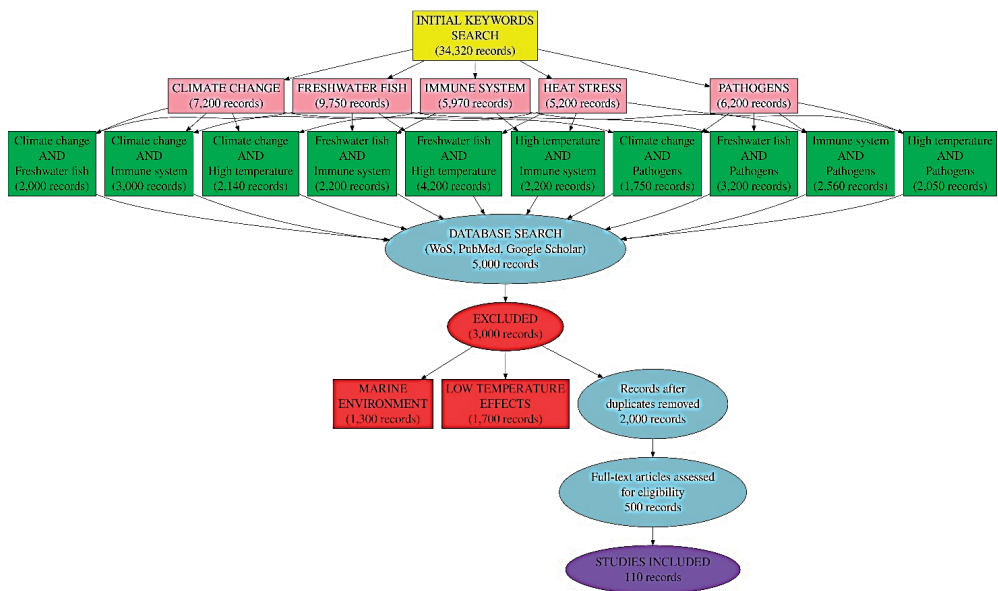 INITIAL KEYWORDS
SEARCH
(34,320 records)
CLIMATE CHANGE
(7,200 records)
FRESHWATER FISH
(9,750 records)
IMMUNE SYSTEM
(5,970 records)
HEAT STRESS
(5,200 records)
PATHOGENS
(6,200 records)
Climate change
AND
Freshwater fish
(2,000 records)
Climate change
AND
Immune system
(3,000 records)
Climate change
AND
High temperature
(2,140 records)
Freshwater fish
AND
Immune system
(2,200 records)
Freshwater fish
AND
High temperature
(4,200 records)
High temperature
AND
Immune system
(2,200 records)
Climate change
AND
Pathogens
(1,750 records)
Freshwater fish
AND
Pathogens
(3,200 records)
Immune system
AND
Pathogens
(2,560 records)
High temperature
AND
Pathogens
(2,050 records)
DATABASE SEARCH
(WoS, PubMed, Google Scholar)
5,000 records
EXCLUDED
(3,000 records)
MARINE
ENVIRONMENT
(1,300 records)
LOW TEMPERATURE
EFFECTS
(1,700 records)
Records after
duplicates removed
2,000 records
Full-text articles assessed
for eligibility
500 records
STUDIES INCLUDED
110 records